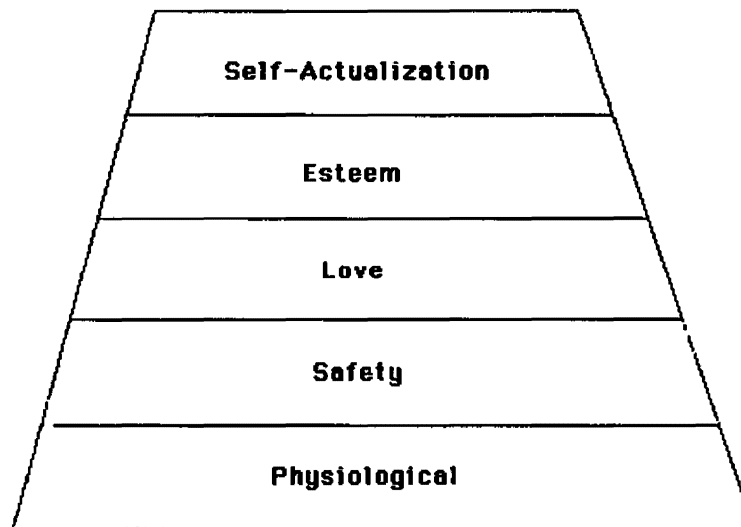 Self-Actualization
Esteem
Love
Safety
Physiological